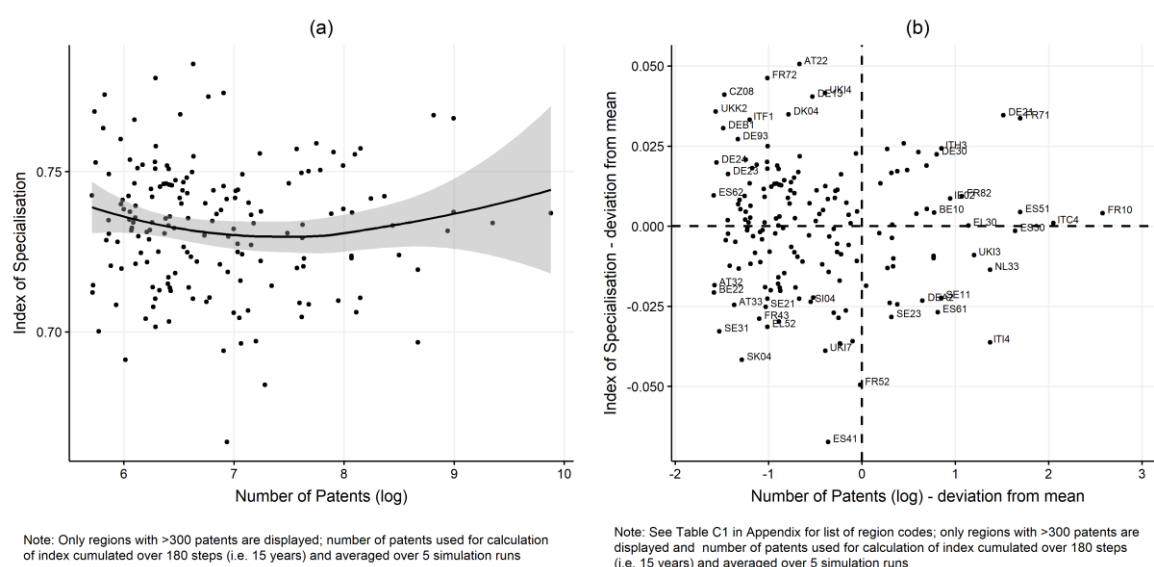 (a)
Index of Specialisation
0.75
0.70
6
7
8
9
10
Number of Patents (log)
Note: Only regions with >300 patents are displayed; number of patents used for calculation
of index cumulated over 180 steps (i.e. 15 years) and averaged over 5 simulation runs
(b)
Index of Specialisation - deviation from mean
0.050
0.025
0.000
-0.025
-0.050
AT22
FR72
CZ08
UKI4
UKK2
ITF1
DK04
DE21
FR71
DEB1
DE93
ITH3
DE30
DE24
DE23
ES62
FR82
BE10
ES51
FR10
EL30
ITC4
ES30
UKI3
NL33
AT32
BE22
AT33
SE21
SI04
SE11
SE23
ES61
FR43
EL52
SE31
UKI7
ITI4
SK04
FR52
ES41
-2
-1
0
1
2
3
Number of Patents (log) - deviation from mean
Note: See Table C1 in Appendix for list of region codes; only regions with >300 patents are
displayed and number of patents used for calculation of index cumulated over 180 steps
(i.e. 15 years) and averaged over 5 simulation runs